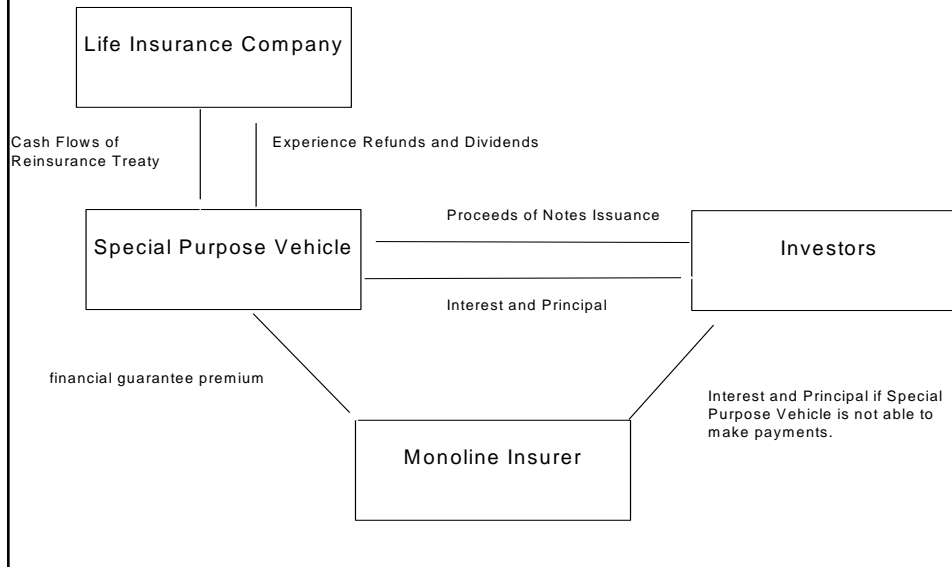 Life Insurance Company
Cash Flows of
Reinsurance Treaty
Experience Refunds and Dividends
Proceeds of Notes Issuance
Special Purpose Vehicle
Investors
Interest and Principal
financial guarantee premium
Interest and Principal if Special
Purpose Vehicle is not able to
make payments.
Monoline Insurer